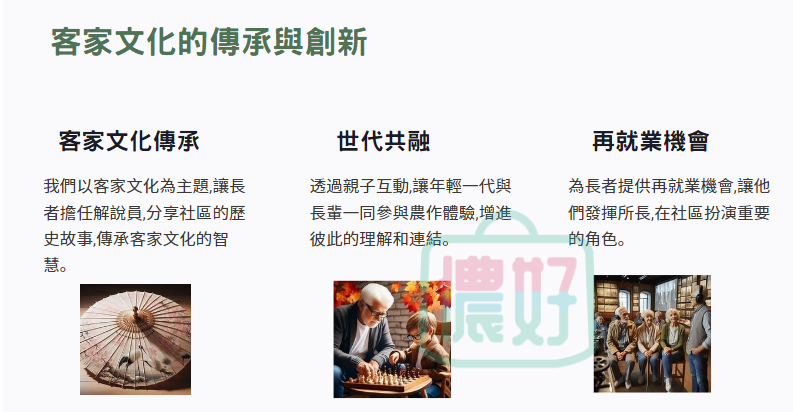 客家文化的傳承與創新
客家文化傳承
我們以客家文化為主題,讓長
者擔任解說員,分享社區的歷
史故事,傳承客家文化的智
慧。
世代共融
透過親子互動,讓年輕一代與
長輩一同參與農作體驗,增進
彼此的理解和連結。
再就業機會
為長者提供再就業機會,讓他
們發揮所長,在社區扮演重要
的角色。
濃好